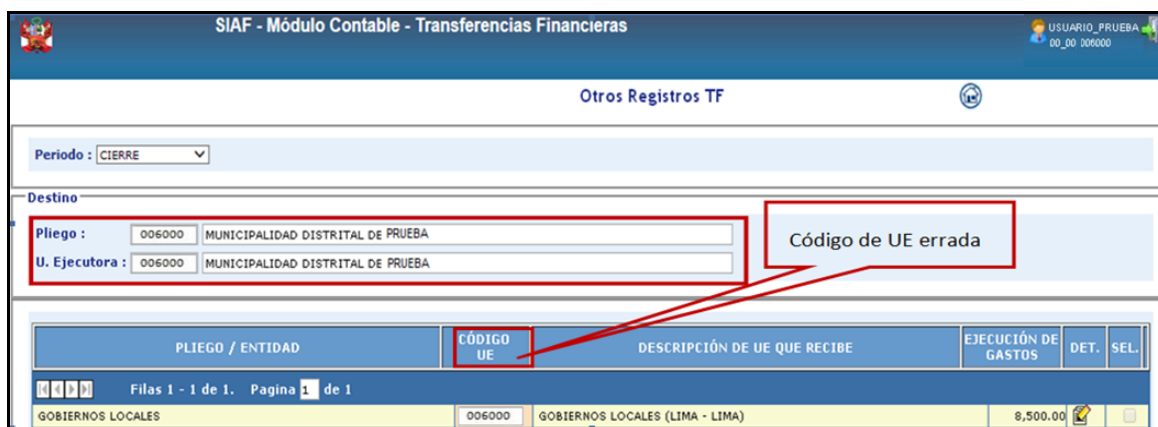 SIAF - Módulo Contable - Transferencias Financieras
USUARIO_PRUEBA
00_00 006000
Otros Registros TF
Periodo : CIERRE
Destino
Pliego : 006000 MUNICIPALIDAD DISTRITAL DE PRUEBA
U. Ejecutora : 006000 MUNICIPALIDAD DISTRITAL DE PRUEBA
Código de UE errada
PLIEGO / ENTIDAD CÓDIGO UE DESCRIPCIÓN DE UE QUE RECIBE EJECUCIÓN DE GASTOS DET. SEL.
Filas 1 - 1 de 1. Pagina 1 de 1
GOBIERNOS LOCALES 006000 GOBIERNOS LOCALES (LIMA - LIMA) 8,500.00